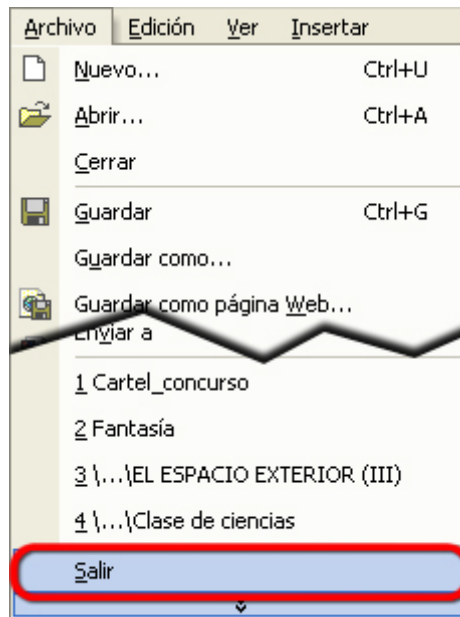 Archivo Edición Ver Insertar
Nuevo... Ctrl+U
Abrir... Ctrl+A
Cerrar
Guardar Ctrl+G
Guardar como...
Guardar como página Web...
Enviar a
1 Cartel_concurso
2 Fantasía
3 \...\EL ESPACIO EXTERIOR (III)
4 \...\Clase de ciencias
Salir